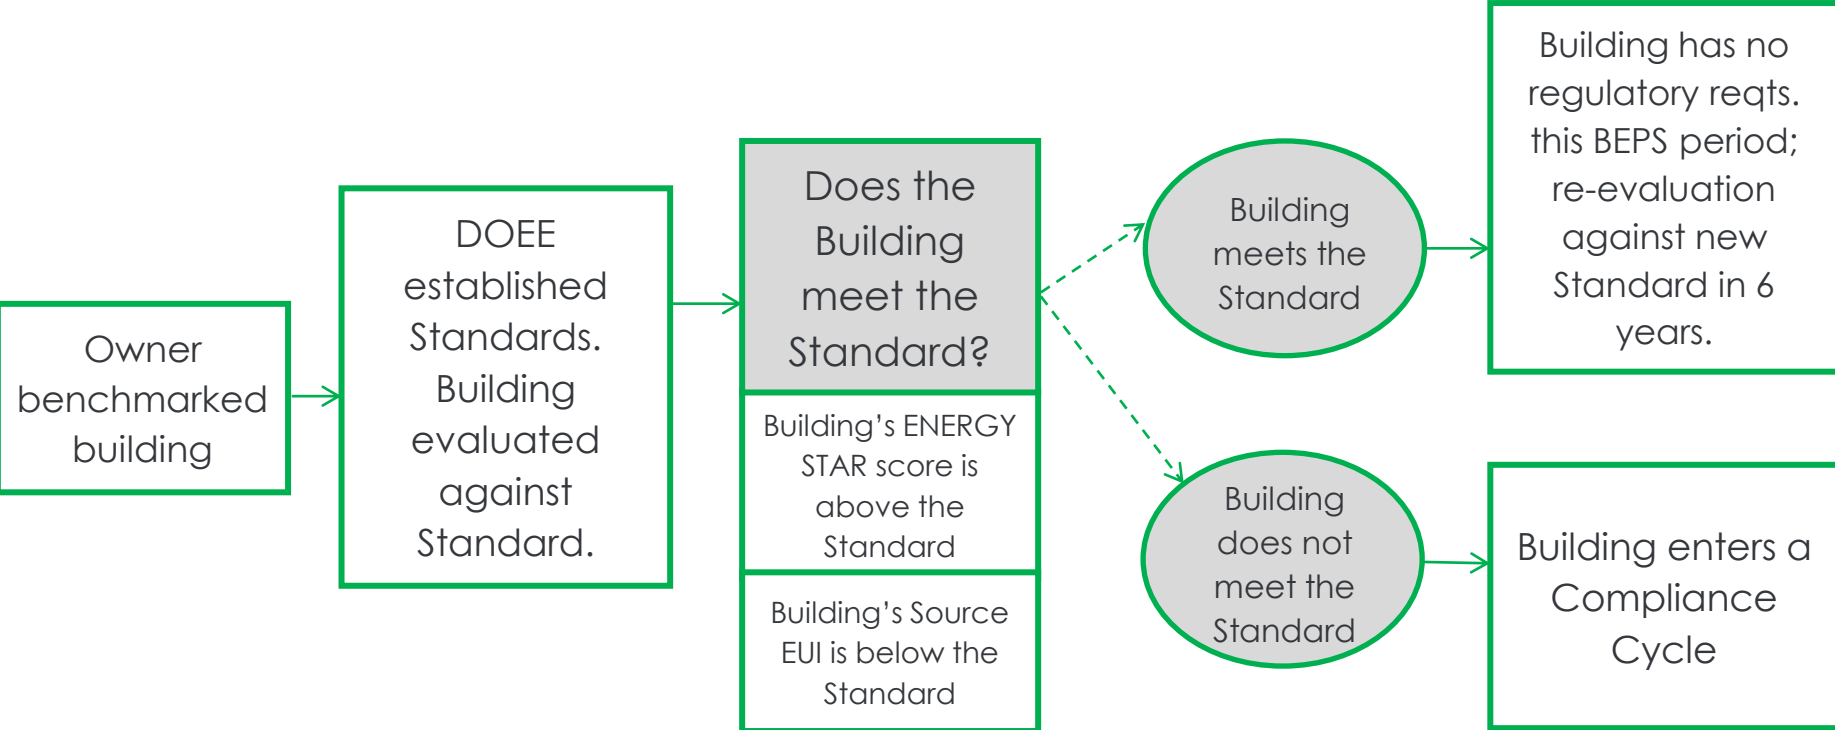 Owner
benchmarked
building
DOEE
established
Standards.
Building
evaluated
against
Standard.
Does the
Building
meet the
Standard?
Building’s ENERGY
STAR score is
above the
Standard
Building’s Source
EUI is below the
Standard
Building
meets the
Standard
Building has no
regulatory reqts.
this BEPS period;
re-evaluation
against new
Standard in 6
years.
Building
does not
meet the
Standard
Building enters a
Compliance
Cycle